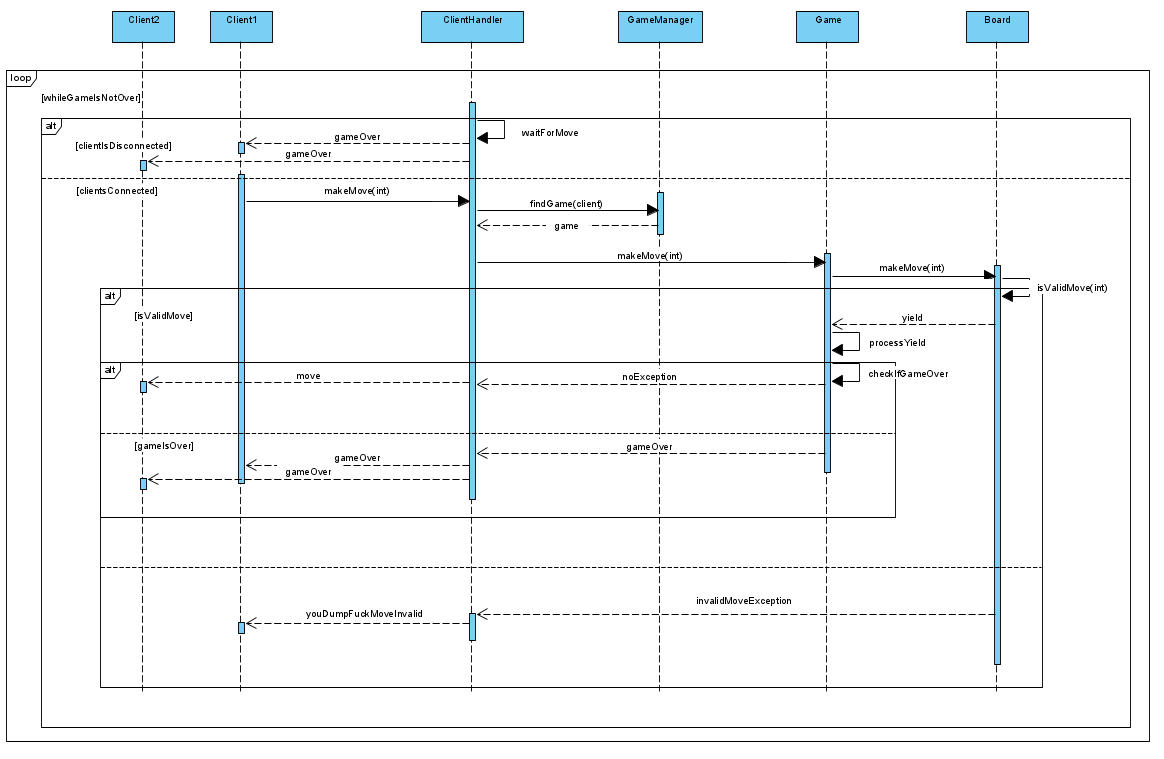 Client2
Client1
ClientHandler
GameManager
Game
Board
loop
[whileGameIsNotOver]
alt
waitForMove
gameOver
[clientIsDisconnected]
gameOver
[clientsConnected]
makeMove(int)
findGame(client)
game
makeMove(int)
makeMove(int)
isValidMove(int)
alt
[isValidMove]
yield
processYield
alt
checkIfGameOver
move
noException
[gameIsOver]
gameOver
gameOver
gameOver
invalidMoveException
youDumpFuckMoveInvalid